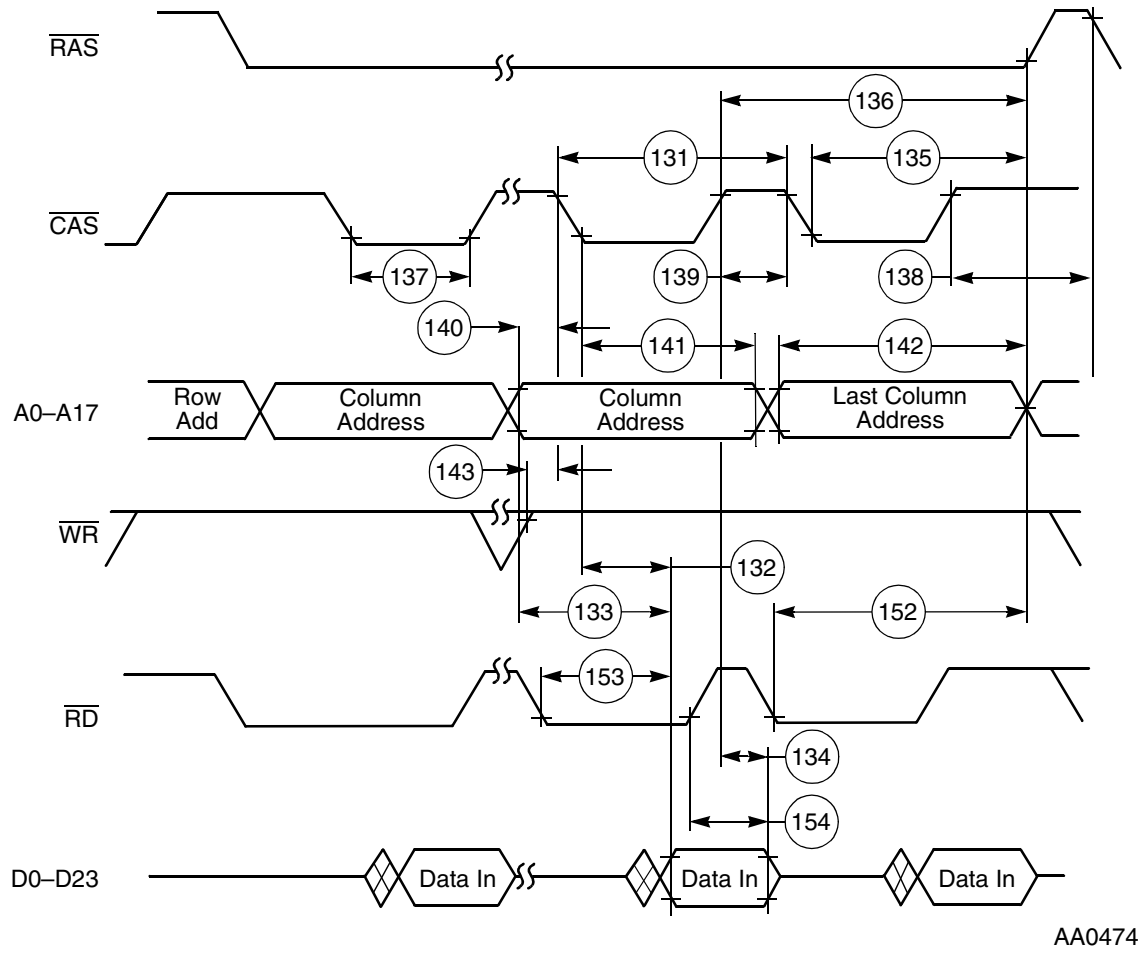 RAS
136
131
135
CAS
137
139
138
140
141
142
A0–A17
Row
Add
Column
Address
Column
Address
Last Column
Address
143
WR
132
133
152
153
RD
134
154
D0–D23
Data In
Data In
Data In
AA0474